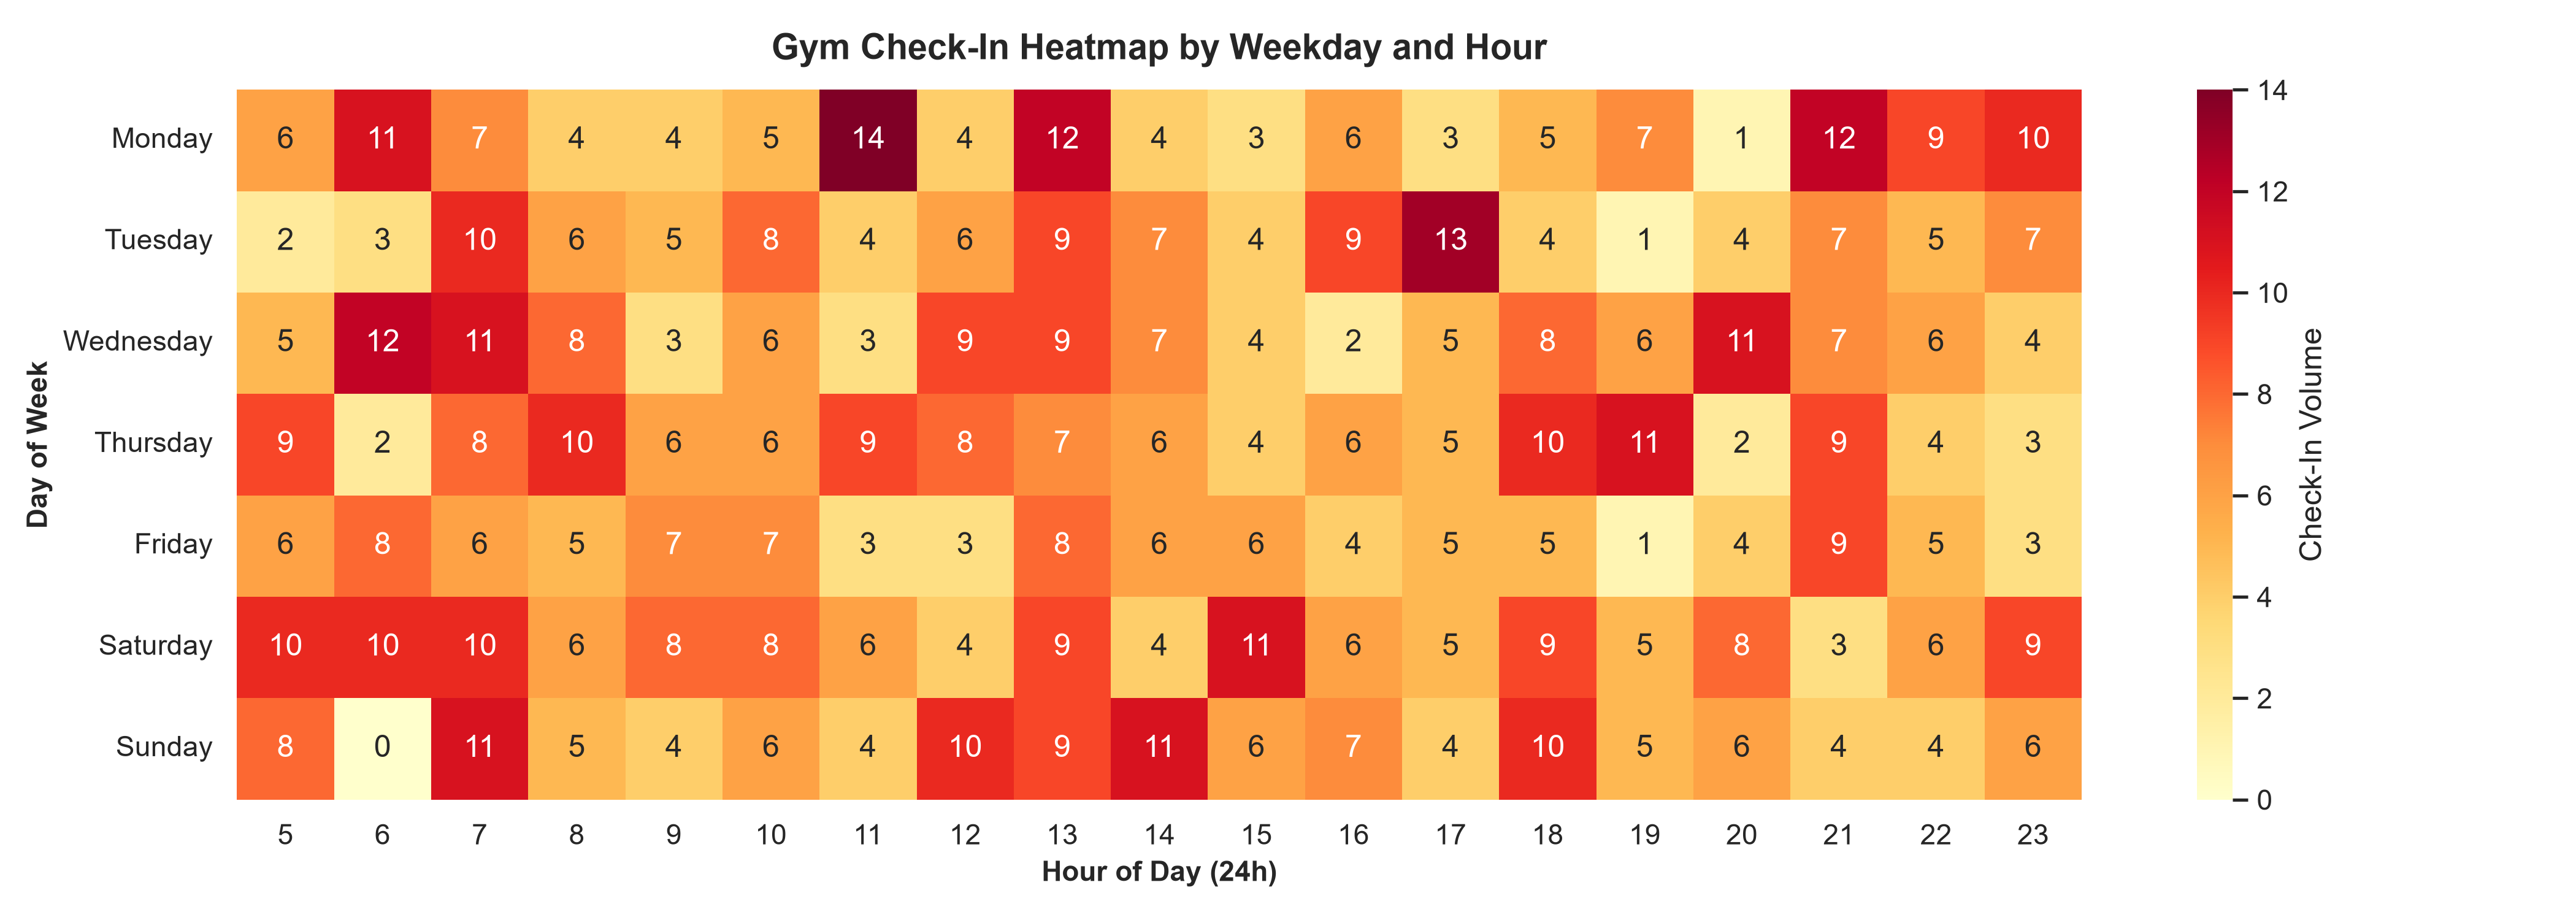 Gym Check-In Heatmap by Weekday and Hour
Monday 6 11 7 4 4 5 14 4 12 4 3 6 3 5 7 1 12 9 10
Tuesday 2 3 10 6 5 8 4 6 9 7 4 9 13 4 1 4 7 5 7
Wednesday 5 12 11 8 3 6 3 9 9 7 4 2 5 8 6 11 7 6 4
Thursday 9 2 8 10 6 6 9 8 7 6 4 6 5 10 11 2 9 4 3
Friday 6 8 6 5 7 7 3 3 8 6 6 4 5 5 1 4 9 5 3
Saturday 10 10 10 6 8 8 6 4 9 4 11 6 5 9 5 8 3 6 9
Sunday 8 0 11 5 4 6 4 10 9 11 6 7 4 10 5 6 4 4 6
5 6 7 8 9 10 11 12 13 14 15 16 17 18 19 20 21 22 23
Hour of Day (24h)
Day of Week
14
12
10
8
6
4
2
0
Check-In Volume